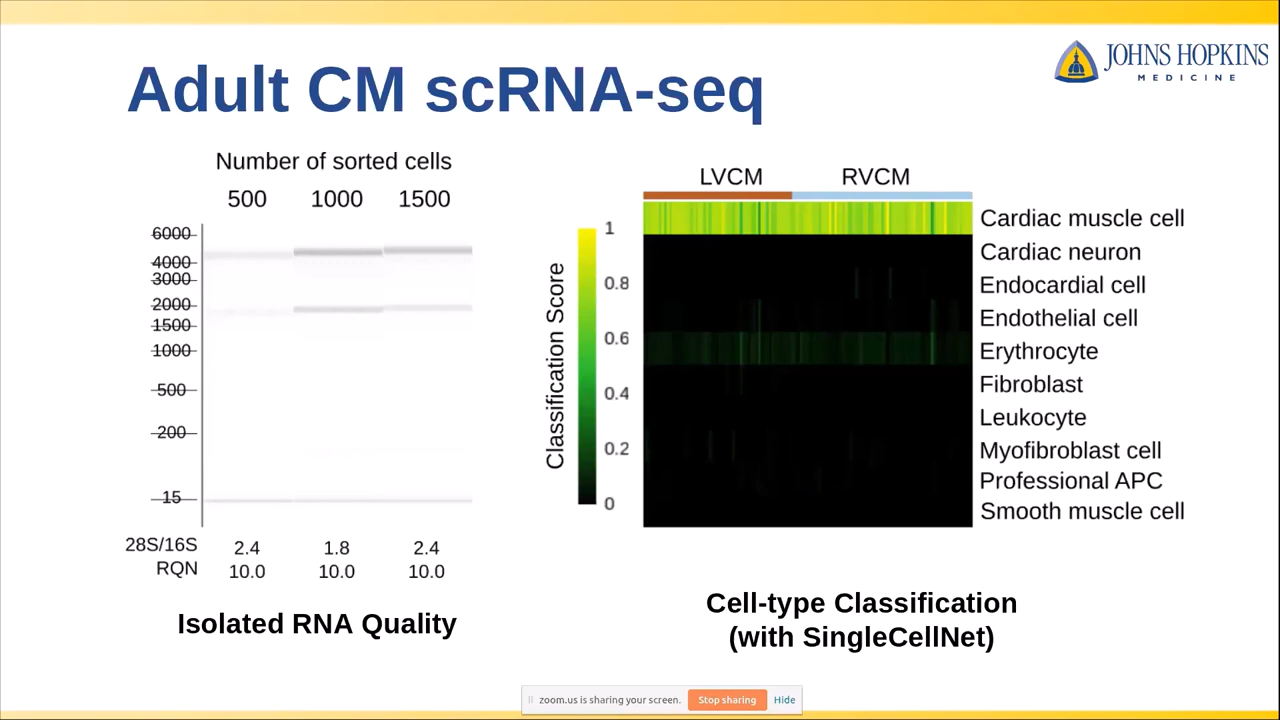 JOHNS HOPKINS
MEDICINE
Adult CM scRNA-seq
Number of sorted cells
500 1000 1500
6000
4000
3000
2000
1500
1000
500
200
15
28S/16S 2.4 1.8 2.4
RQN 10.0 10.0 10.0
Isolated RNA Quality
LVCM RVCM
Classification Score
1
0.8
0.6
0.4
0.2
0
Cardiac muscle cell
Cardiac neuron
Endocardial cell
Endothelial cell
Erythrocyte
Fibroblast
Leukocyte
Myofibroblast cell
Professional APC
Smooth muscle cell
Cell-type Classification
(with SingleCellNet)
zoom.us is sharing your screen. Stop sharing Hide